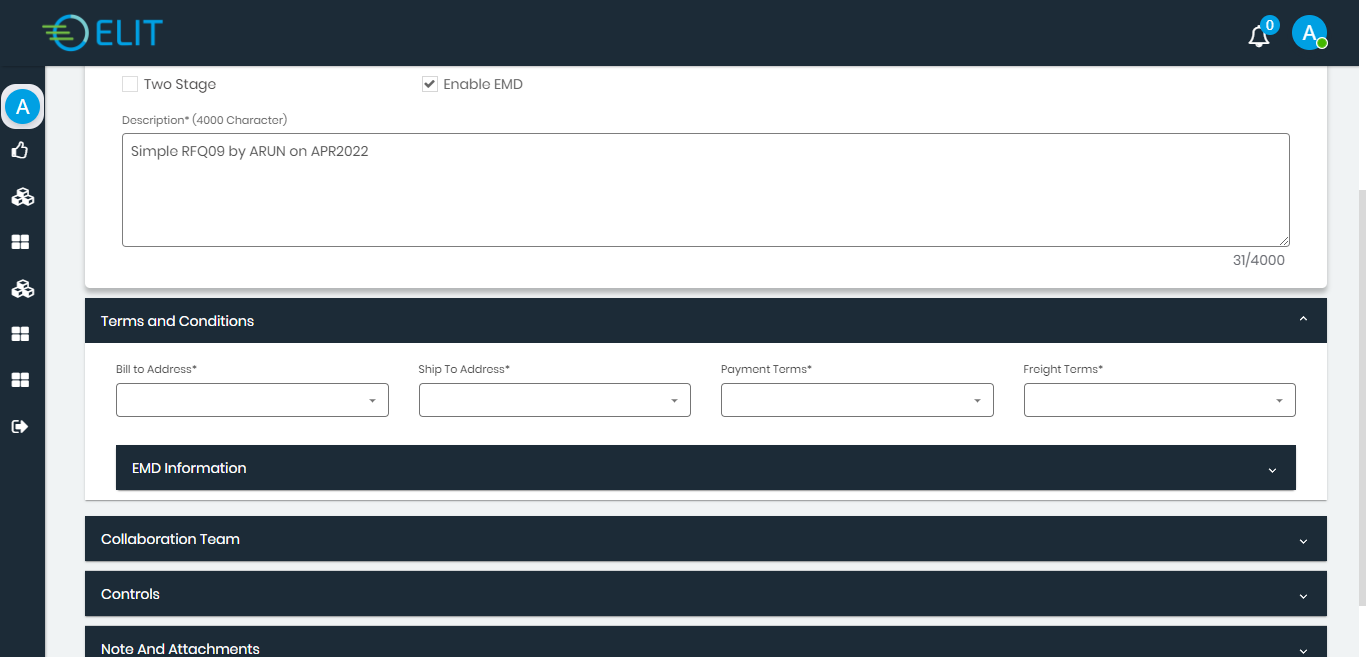 ELIT
0
A
A
Two Stage
Enable EMD
Description* (4000 Character)
Simple RFQ09 by ARUN on APR2022
31/4000
Terms and Conditions
Bill to Address*
Ship To Address*
Payment Terms*
Freight Terms*
EMD Information
Collaboration Team
Controls
Note And Attachments